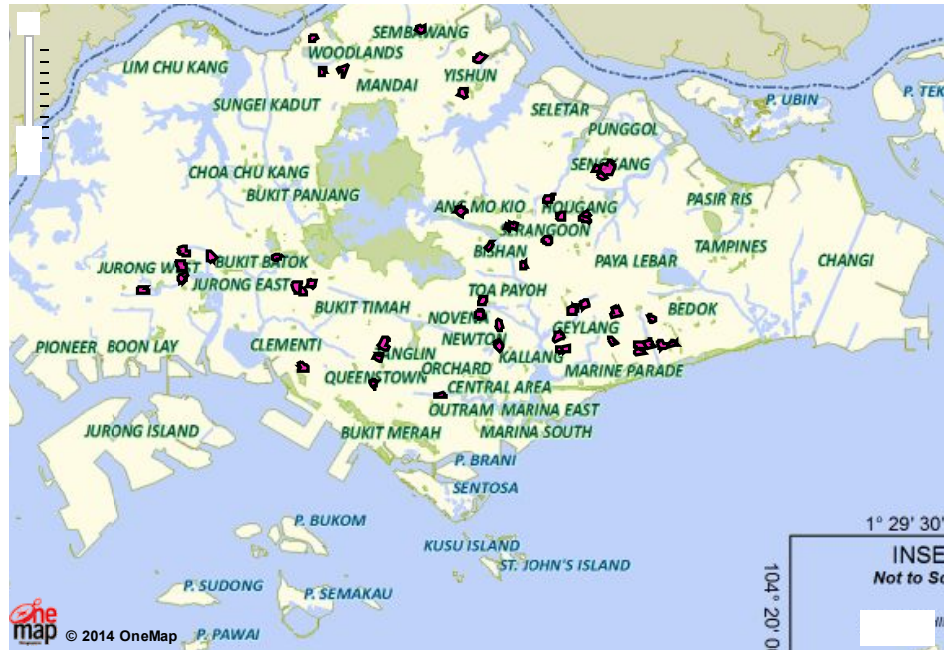 SEMBAWANG
WOODLANDS
LIM CHU KANG
YISHUN
MANDAI
SUNGEI KADUT
P. UBIN
P. TEK
SELETAR
PUNGGOL
CHOA CHU KANG
SENGKANG
BUKIT PANJANG
PASIR RIS
ANG MO KIO
HOUGANG
SERANGOON
TAMPINES
BISHAN
CHANGI
PAYA LEBAR
JURONG WEST
BUKIT BATOK
JURONG EAST
TOA PAYOH
BUKIT TIMAH
BEDOK
NOVENA
GEYLANG
NEWTON
PIONEER
BOON LAY
CLEMENTI
TANGLIN
KALLANG
ORCHARD
MARINE PARADE
QUEENSTOWN
CENTRAL AREA
OUTRAM
MARINA EAST
JURONG ISLAND
BUKIT MERAH
MARINA SOUTH
P. BRANI
SENTOSA
P. BUKOM
1° 29' 30'
KUSU ISLAND
INSE
ST. JOHN'S ISLAND
Not to Sc
104° 20' 0
P. SUDONG
P. SEMAKAU
One
map
© 2014 OneMap
P. PAWAI